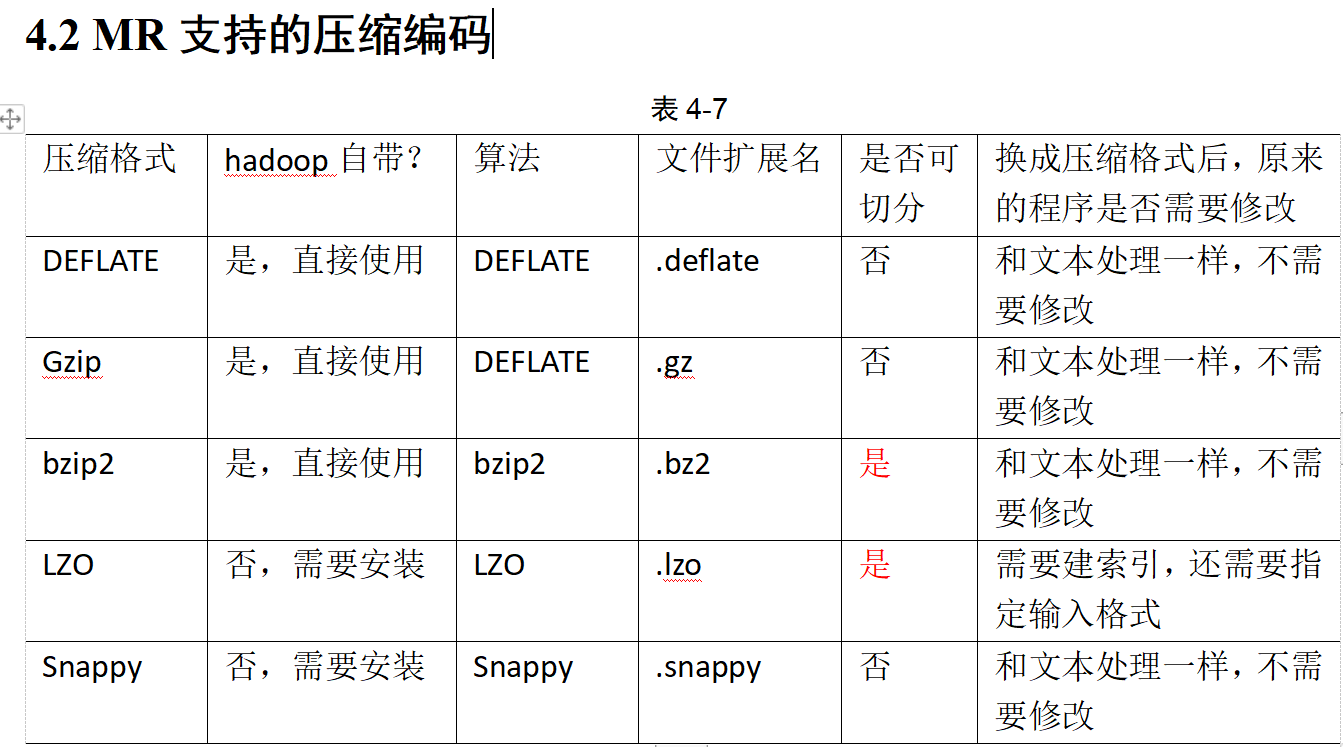 4.2 MR 支持的压缩编码
表 4-7
压缩格式 hadoop 自带？ 算法 文件扩展名 是否可 换成压缩格式后，原来
切分 的程序是否需要修改
DEFLATE 是，直接使用 DEFLATE .deflate 否 和文本处理一样，不需
要修改
Gzip 是，直接使用 DEFLATE .gz 否 和文本处理一样，不需
要修改
bzip2 是，直接使用 bzip2 .bz2 是 和文本处理一样，不需
要修改
LZO 否，需要安装 LZO .lzo 是 需要建索引，还需要指
定输入格式
Snappy 否，需要安装 Snappy .snappy 否 和文本处理一样，不需
要修改